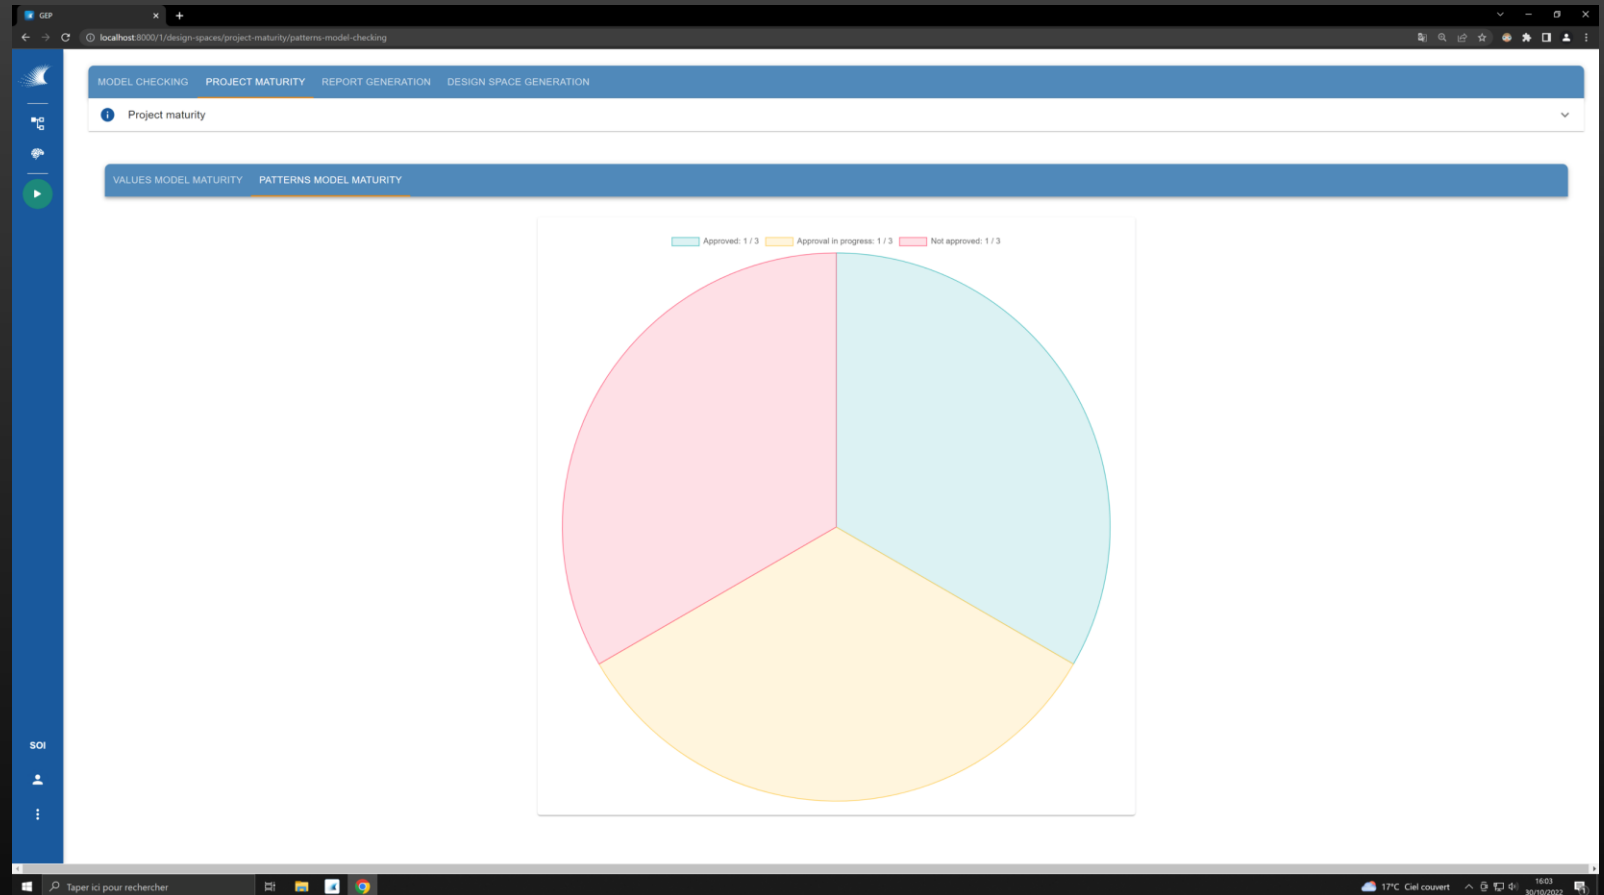 GEP
localhost:8000/1/design-spaces/project-maturity/patterns-model-checking
MODEL CHECKING PROJECT MATURITY REPORT GENERATION DESIGN SPACE GENERATION
Project maturity
VALUES MODEL MATURITY PATTERNS MODEL MATURITY
Approved: 1 / 3 Approval in progress: 1 / 3 Not approved: 1 / 3
SOI
Taper ici pour rechercher
17°C Ciel couvert
16:03
30/10/2022